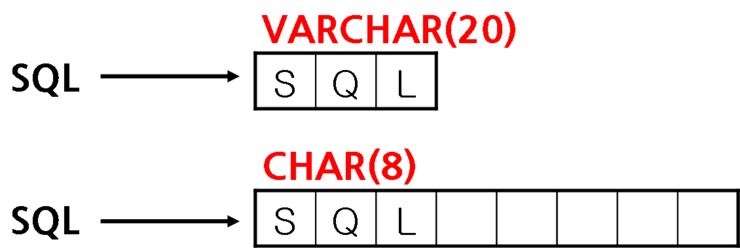 VARCHAR(20)
SQL S Q L
CHAR(8)
SQL S Q L